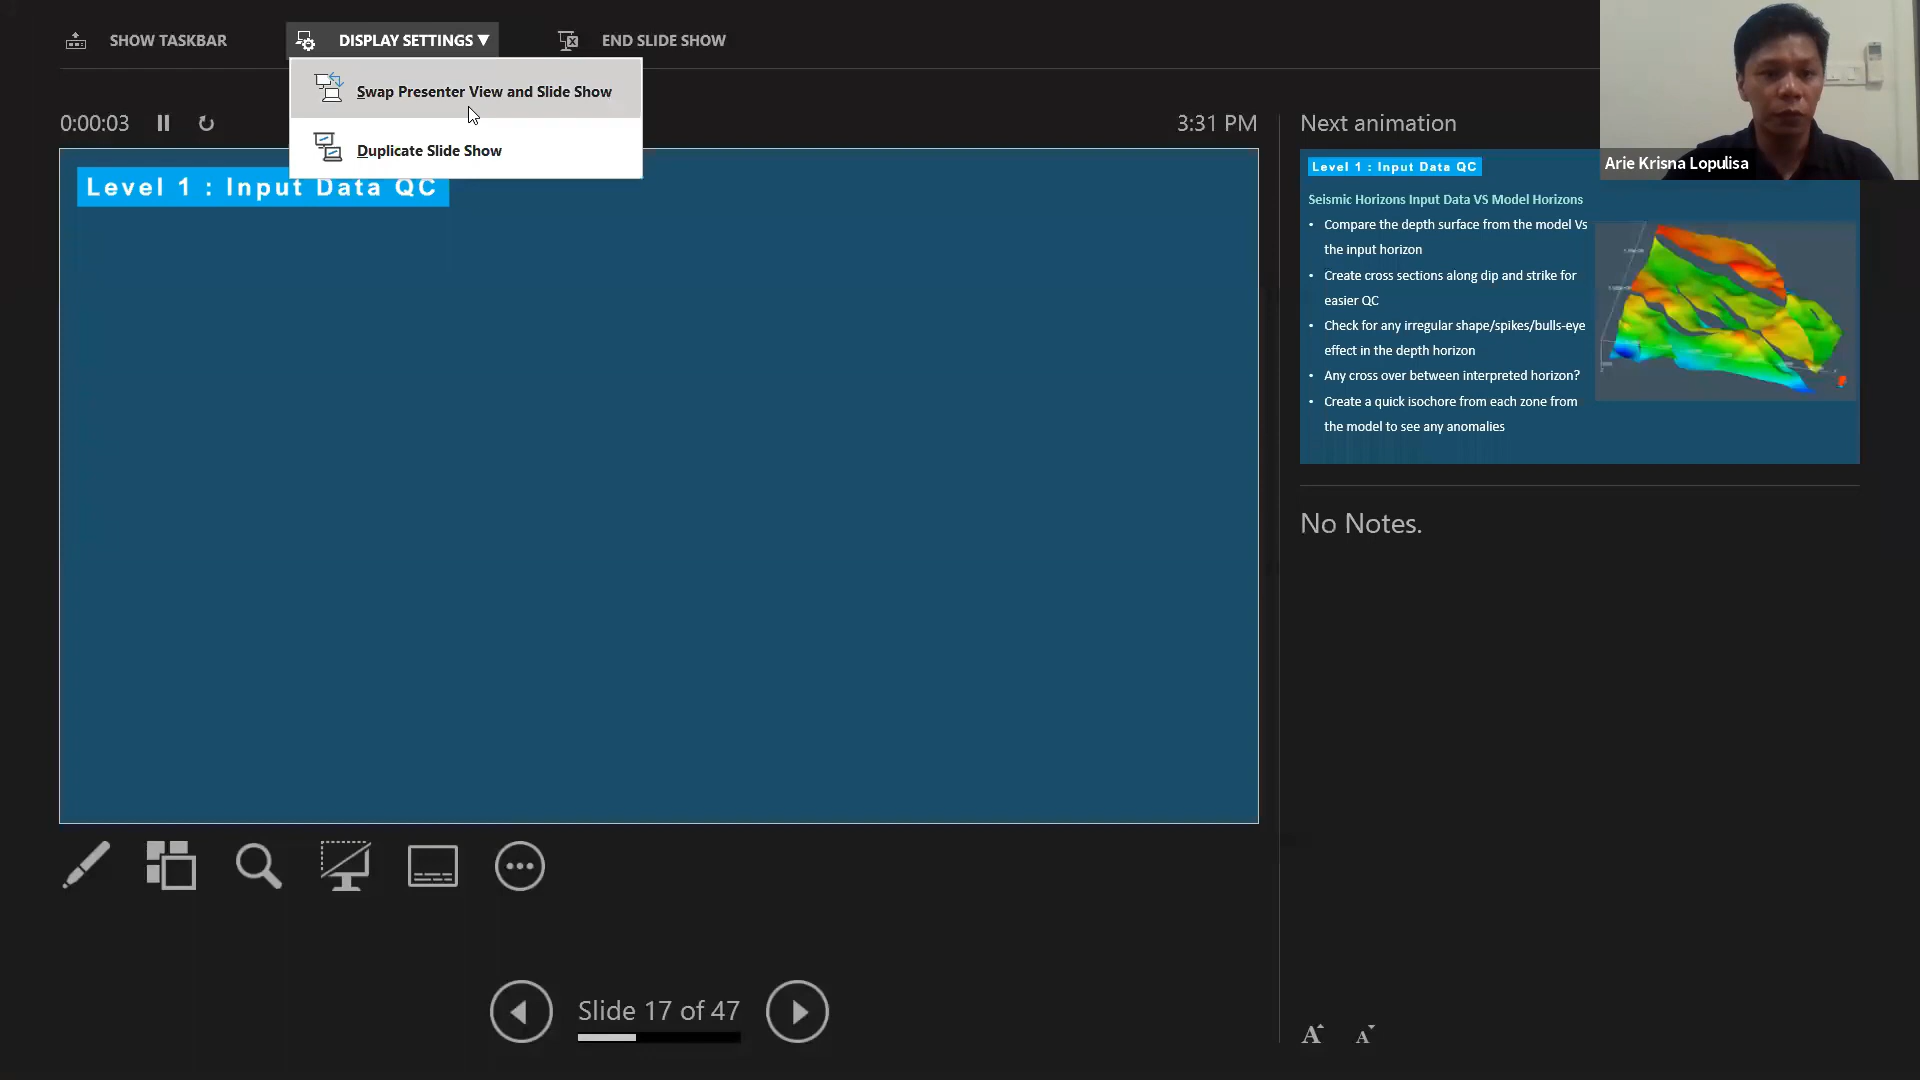 SHOW TASKBAR
DISPLAY SETTINGS ▼
END SLIDE SHOW
Swap Presenter View and Slide Show
Duplicate Slide Show
0:00:03
3:31 PM
Level 1 : Input Data QC
Next animation
Arie Krisna Lopulisa
Level 1 : Input Data QC
Seismic Horizons Input Data VS Model Horizons
• Compare the depth surface from the model Vs
the input horizon
• Create cross sections along dip and strike for
easier QC
• Check for any irregular shape/spikes/bulls-eye
effect in the depth horizon
• Any cross over between interpreted horizon?
• Create a quick isochore from each zone from
the model to see any anomalies
No Notes.
Slide 17 of 47
A A